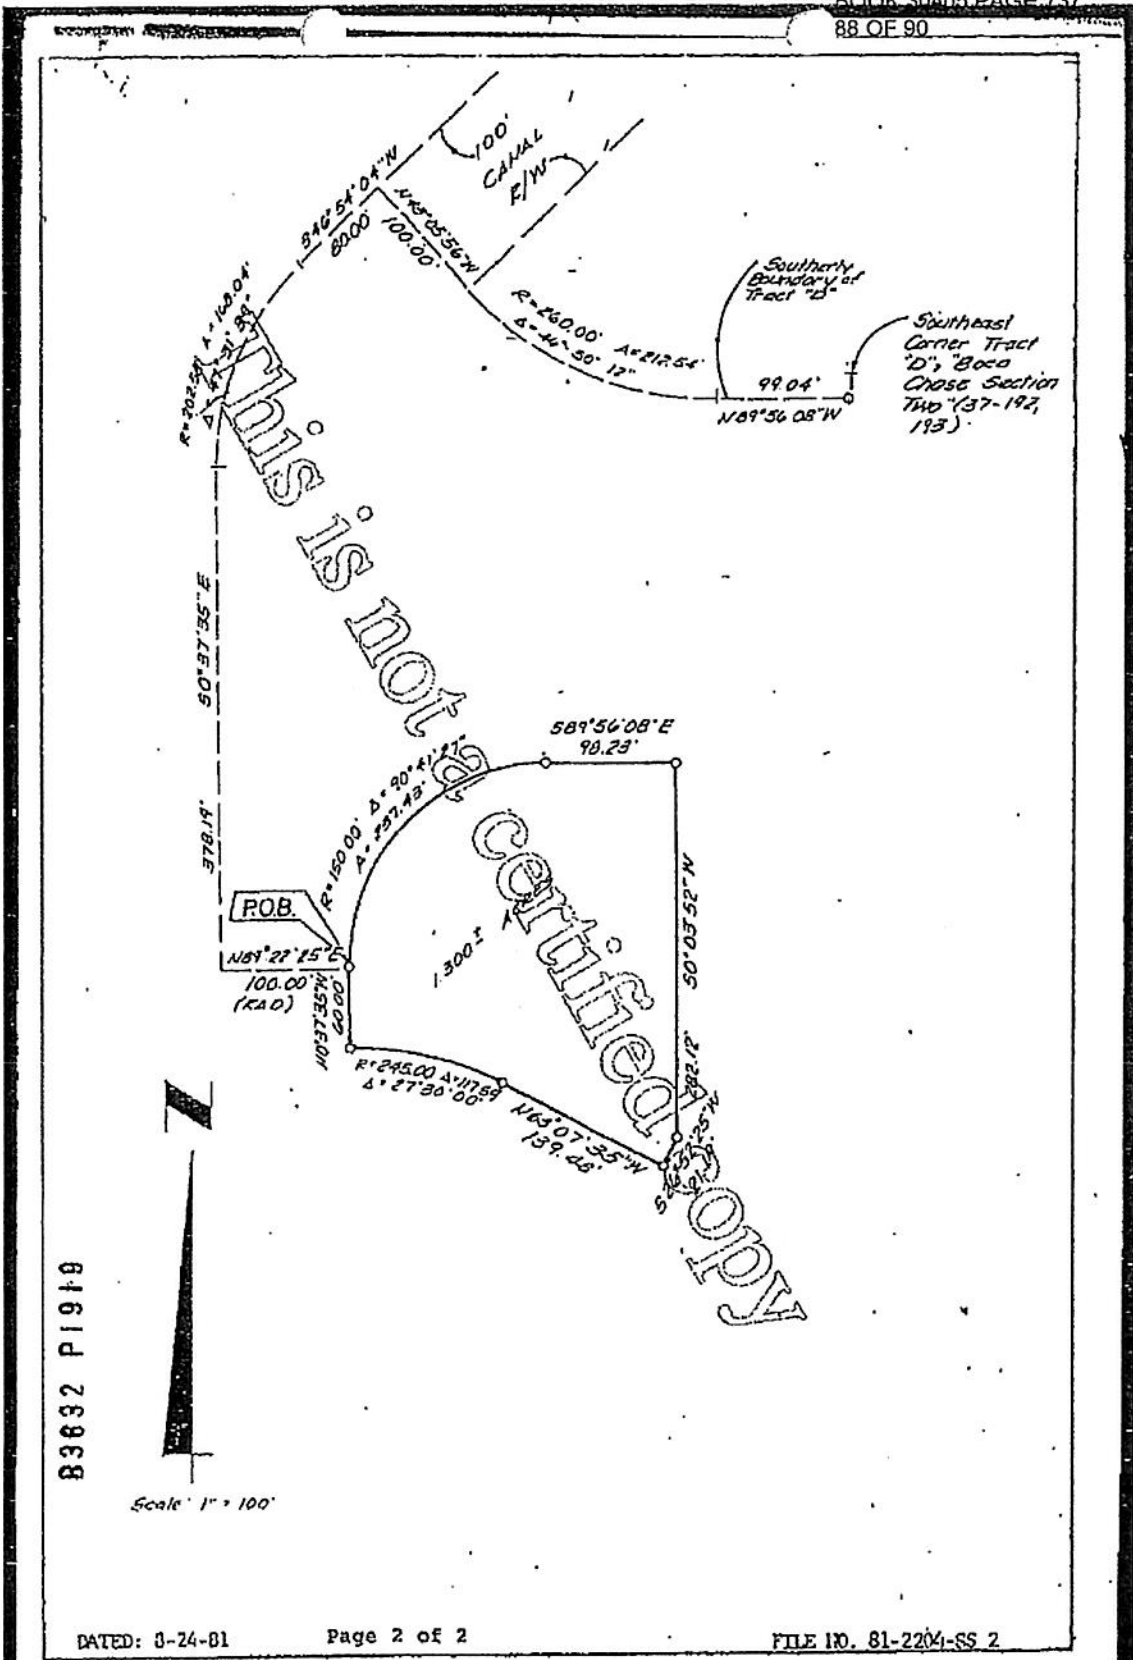 88 OF 90
100'
CANAL
R/W
S46°54'04"W
80.00'
N43°05'56"W
100.00'
R=260.00' A=212.54'
Δ=46°50'12"
Southerly
Boundary of
Tract "D"
99.04'
N89°56'08"W
Southeast
Corner Tract
"D", "Boca
Chase Section
Two" (37-192,
193).
A=168.04'
S0°37'35"E
378.19'
S89°56'08"E
98.23'
R=150.00' Δ=90°41'27"
A=237.43'
P.O.B.
N89°22'25"E
100.00'
(RAD)
N0°37'35"W
60.00'
1.300±
S0°03'52"W
282.12'
R=245.00 A=117.59
Δ=27°30'00"
N63°07'35"W
139.48'
This is not a certified copy
B3632 P1919
Scale: 1" = 100'
DATED: 8-24-81
Page 2 of 2
FILE NO. 81-2204-SS 2